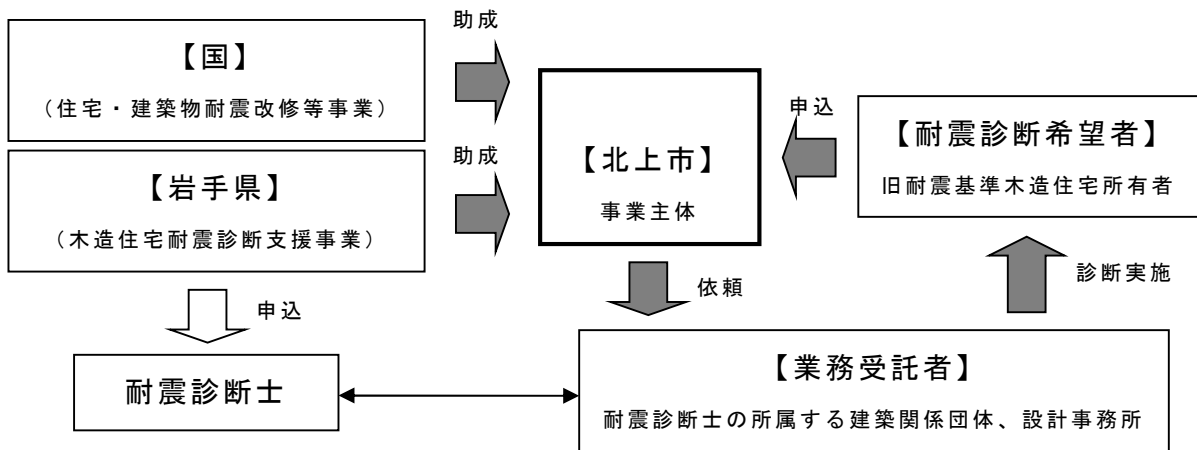 【国】
（住宅・建築物耐震改修等事業）
助成
【岩手県】
（木造住宅耐震診断支援事業）
助成
【北上市】
事業主体
申込
【耐震診断希望者】
旧耐震基準木造住宅所有者
申込
依頼
診断実施
耐震診断士
【業務受託者】
耐震診断士の所属する建築関係団体、設計事務所